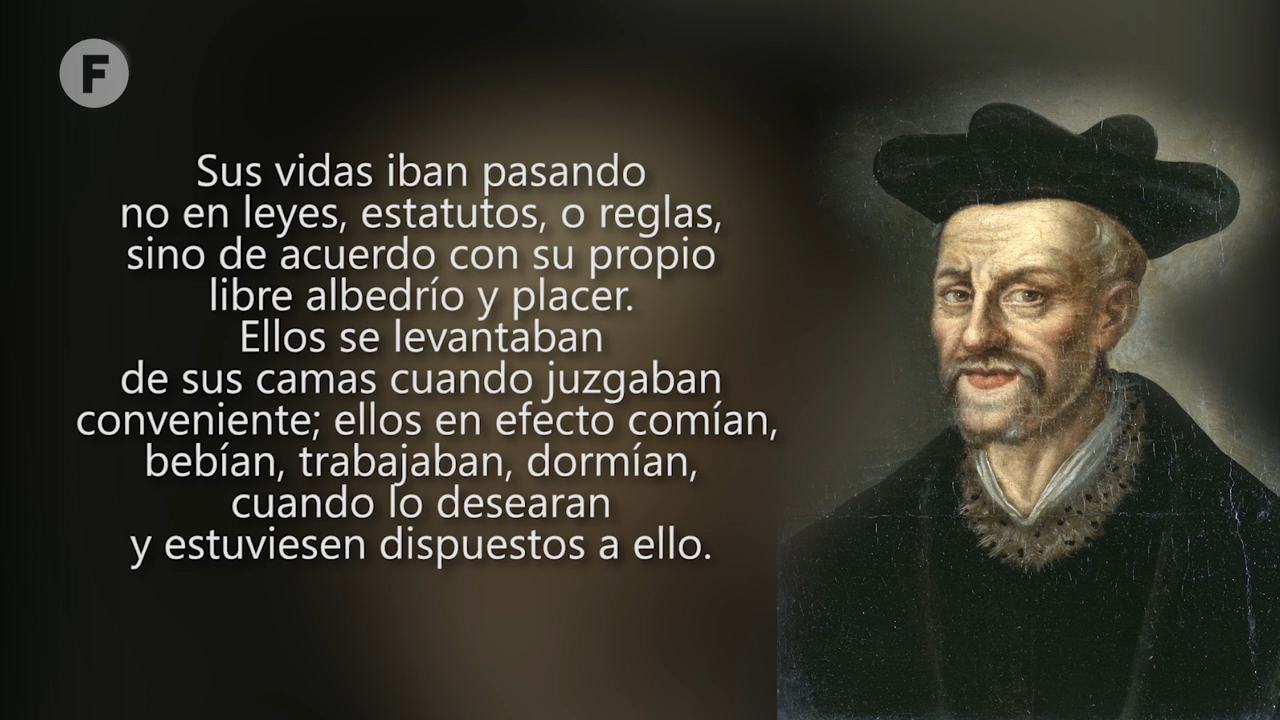 F
Sus vidas iban pasando
no en leyes, estatutos, o reglas,
sino de acuerdo con su propio
libre albedrío y placer.
Ellos se levantaban
de sus camas cuando juzgaban
conveniente; ellos en efecto comían,
bebían, trabajaban, dormían,
cuando lo desearan
y estuviesen dispuestos a ello.